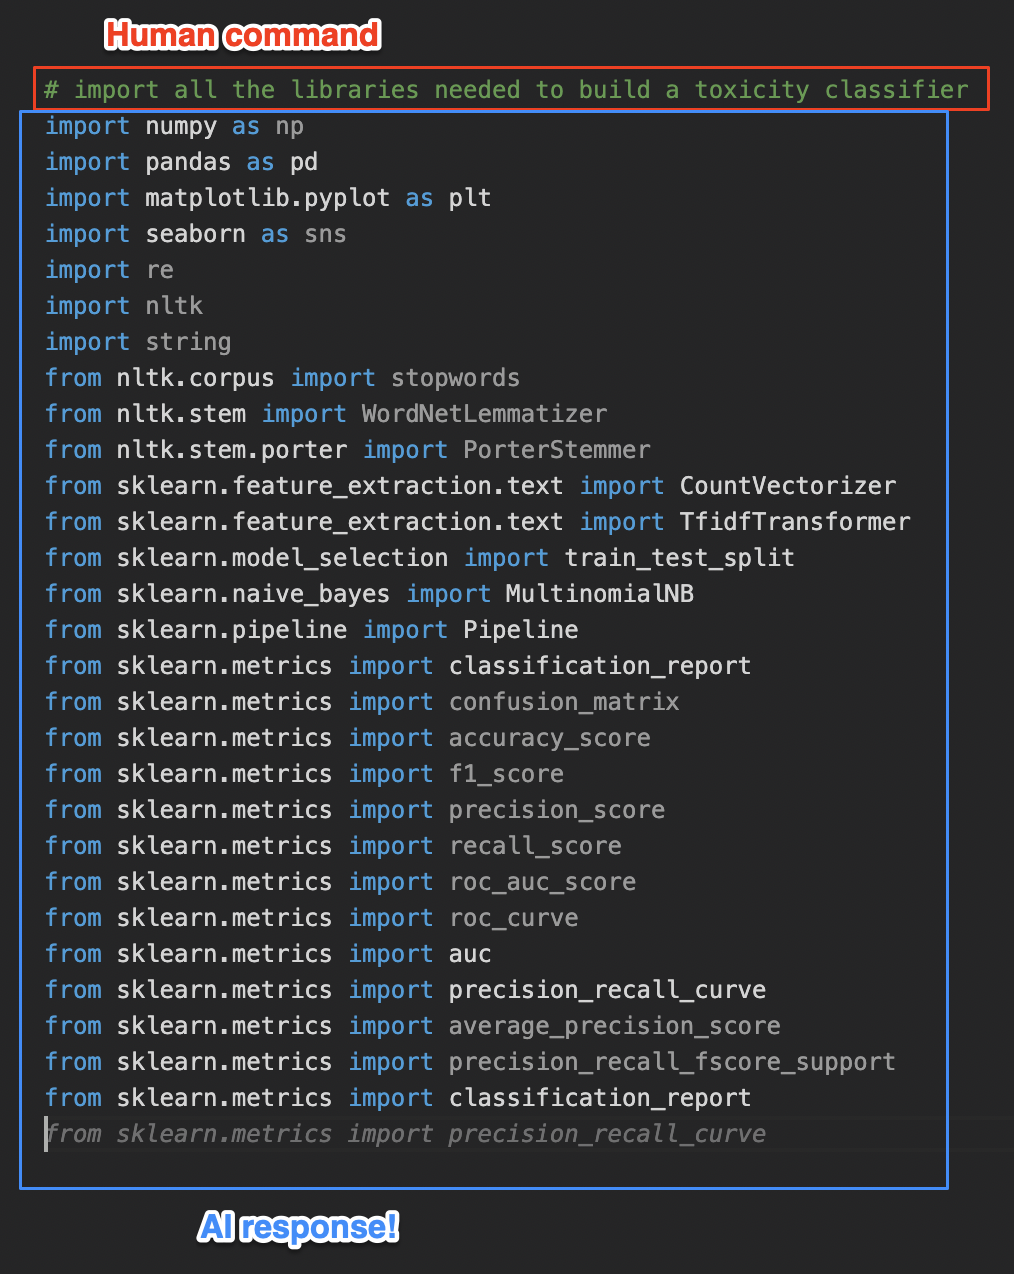 Human command
# import all the libraries needed to build a toxicity classifier
import numpy as np
import pandas as pd
import matplotlib.pyplot as plt
import seaborn as sns
import re
import nltk
import string
from nltk.corpus import stopwords
from nltk.stem import WordNetLemmatizer
from nltk.stem.porter import PorterStemmer
from sklearn.feature_extraction.text import CountVectorizer
from sklearn.feature_extraction.text import TfidfTransformer
from sklearn.model_selection import train_test_split
from sklearn.naive_bayes import MultinomialNB
from sklearn.pipeline import Pipeline
from sklearn.metrics import classification_report
from sklearn.metrics import confusion_matrix
from sklearn.metrics import accuracy_score
from sklearn.metrics import f1_score
from sklearn.metrics import precision_score
from sklearn.metrics import recall_score
from sklearn.metrics import roc_auc_score
from sklearn.metrics import roc_curve
from sklearn.metrics import auc
from sklearn.metrics import precision_recall_curve
from sklearn.metrics import average_precision_score
from sklearn.metrics import precision_recall_fscore_support
from sklearn.metrics import classification_report
from sklearn.metrics import precision_recall_curve
AI response!